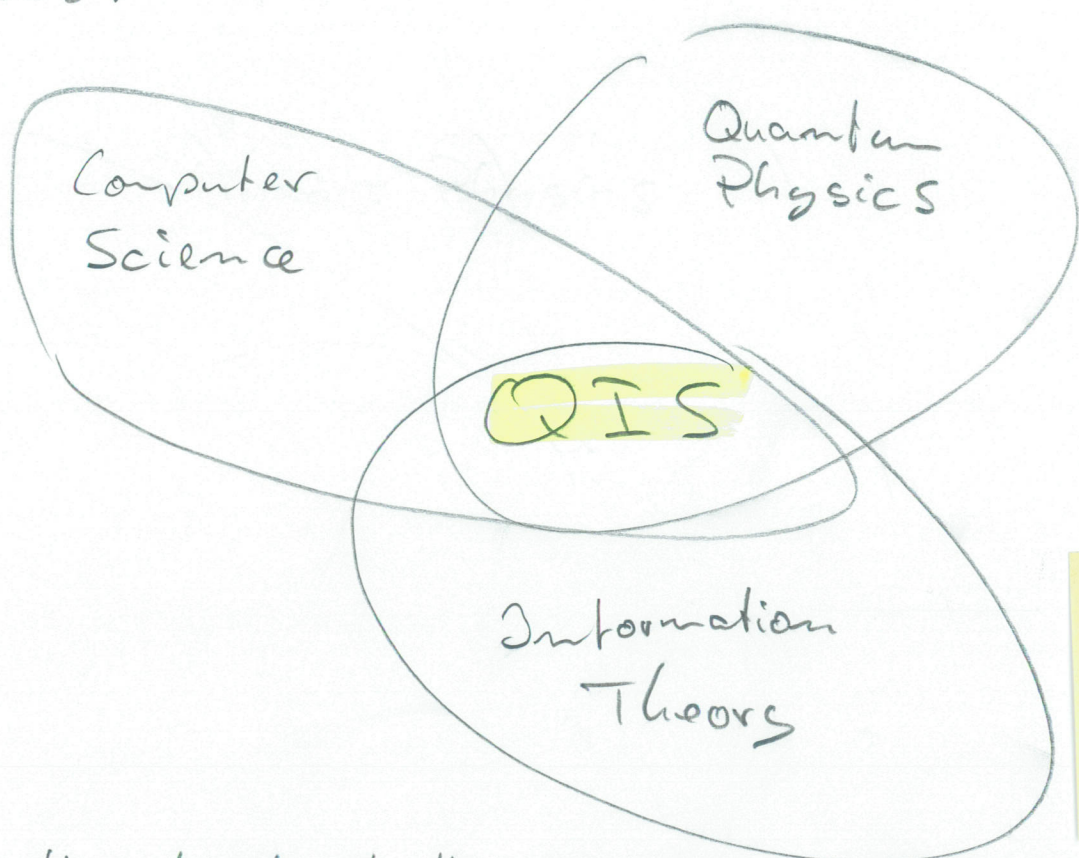 Computer
Science
Quantum
Physics
QIS
Information
Theory